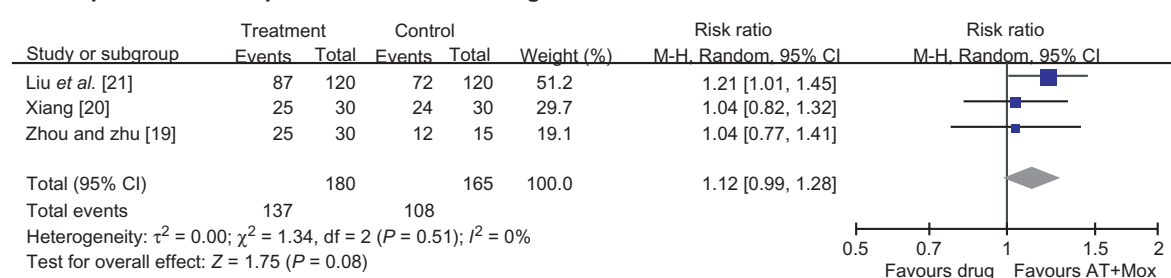 Treatment Control Risk ratio Risk ratio
Study or subgroup Events Total Events Total Weight (%) M-H, Random, 95% CI M-H, Random, 95% CI
Liu et al. [21] 87 120 72 120 51.2 1.21 [1.01, 1.45]
Xiang [20] 25 30 24 30 29.7 1.04 [0.82, 1.32]
Zhou and zhu [19] 25 30 12 15 19.1 1.04 [0.77, 1.41]
Total (95% CI) 180 165 100.0 1.12 [0.99, 1.28]
Total events 137 108
Heterogeneity: τ² = 0.00; χ² = 1.34, df = 2 (P = 0.51); I² = 0%
Test for overall effect: Z = 1.75 (P = 0.08)
0.5 0.7 1 1.5 2
Favours drug Favours AT+Mox